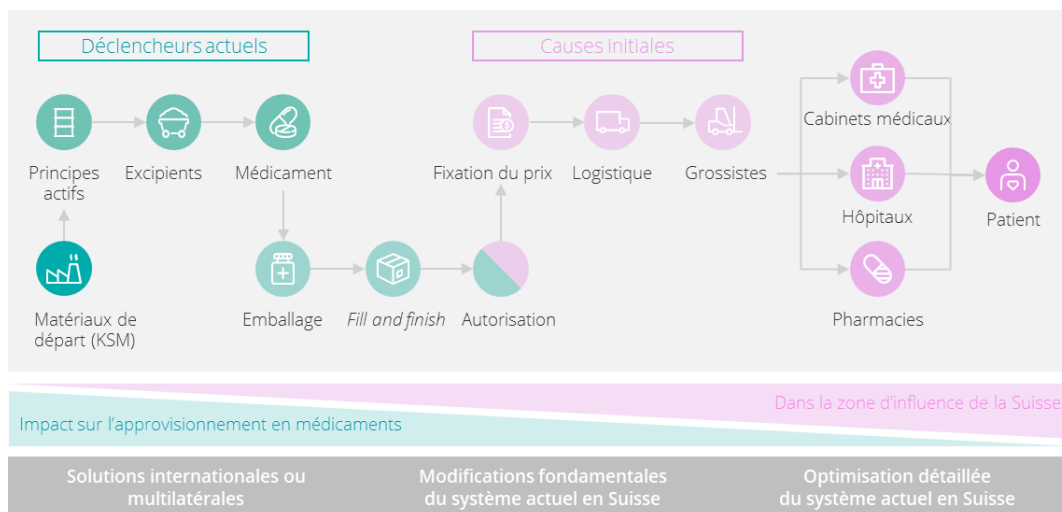 Déclencheurs actuels
Causes initiales
Principes
actifs
Excipients
Médicament
Fixation du prix
Logistique
Grossistes
Cabinets médicaux
Hôpitaux
Patient
Matériaux de
départ (KSM)
Emballage
Fill and finish
Autorisation
Pharmacies
Dans la zone d'influence de la Suisse
Impact sur l'approvisionnement en médicaments
Solutions internationales ou
multilatérales
Modifications fondamentales
du système actuel en Suisse
Optimisation détaillée
du système actuel en Suisse